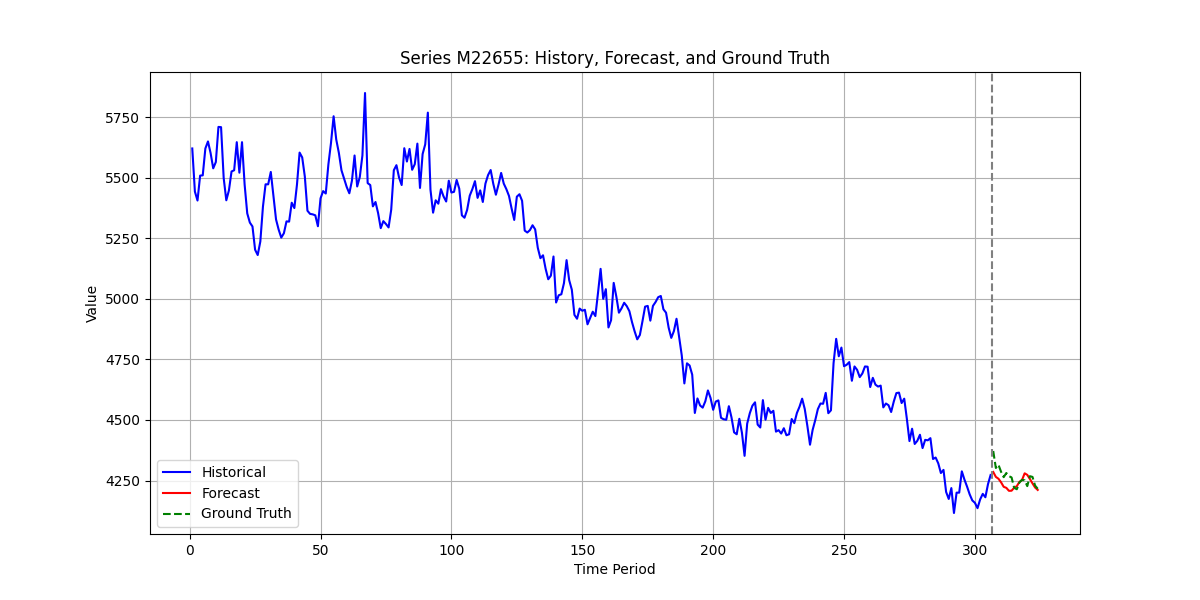 Series M22655: History, Forecast, and Ground Truth
Value
5750
5500
5250
5000
4750
4500
4250
Historical
Forecast
Ground Truth
0 50 100 150 200 250 300
Time Period